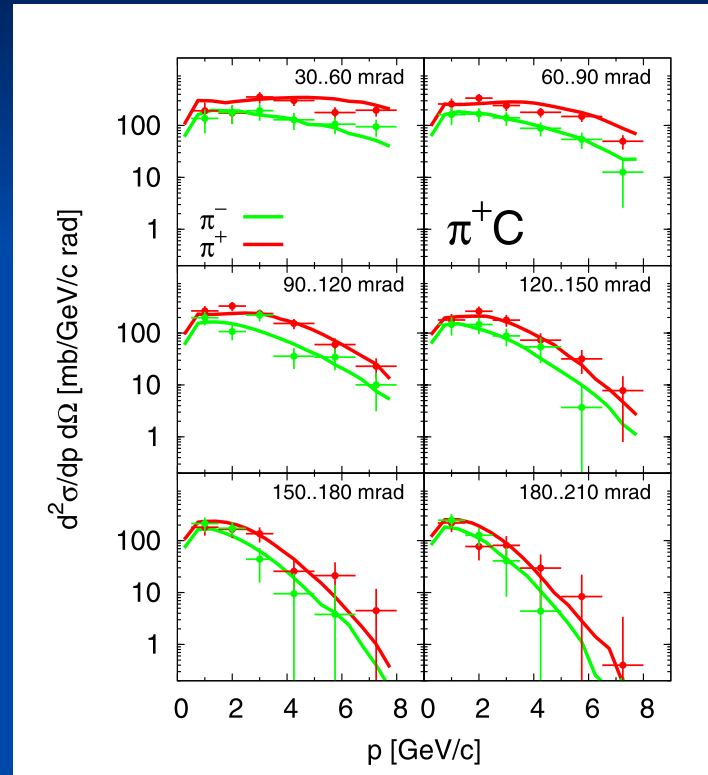 30..60 mrad
60..90 mrad
100
10
1
π⁻
π⁺
π⁺C
90..120 mrad
120..150 mrad
100
10
1
150..180 mrad
180..210 mrad
100
10
1
0 2 4 6 8 0 2 4 6 8
p [GeV/c]
d²σ/dp dΩ [mb/GeV/c rad]